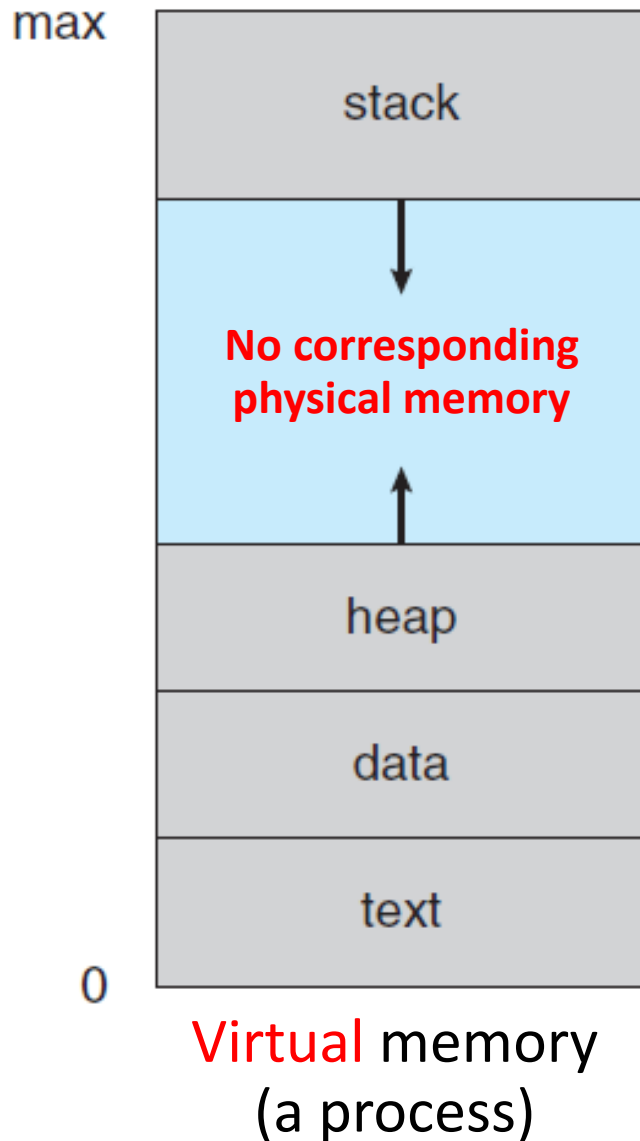 max
stack
No corresponding
physical memory
heap
data
text
0
Virtual memory
(a process)